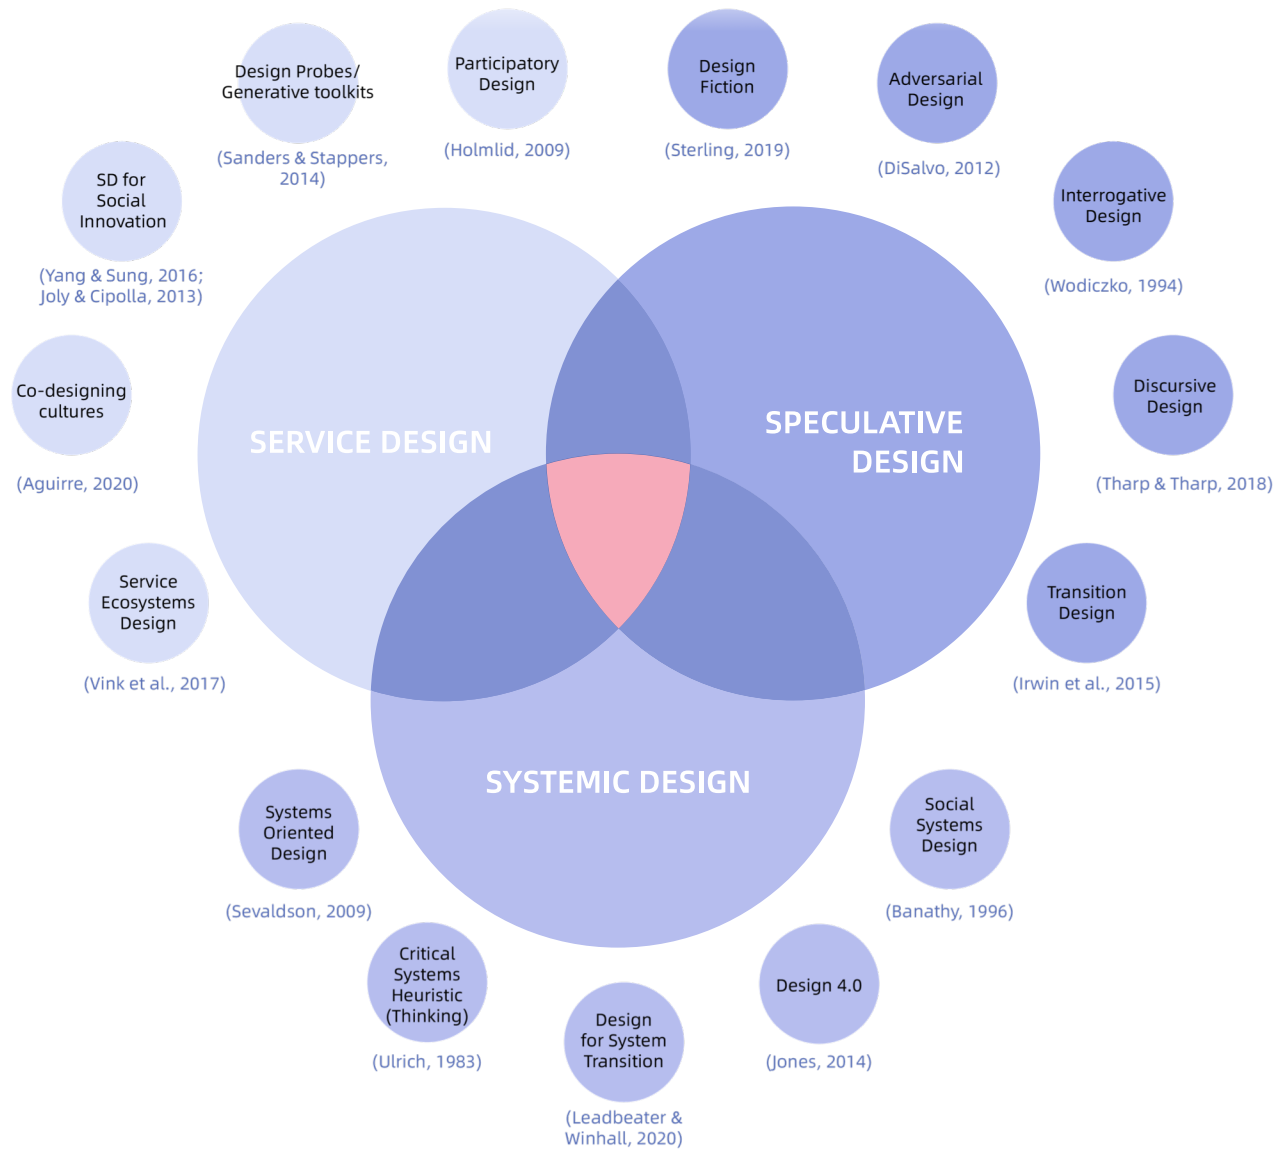 Design Probes/
Generative toolkits
(Sanders & Stappers,
2014)
Participatory
Design
(Holmlid, 2009)
Design
Fiction
(Sterling, 2019)
Adversarial
Design
(DiSalvo, 2012)
SD for
Social
Innovation
(Yang & Sung, 2016;
Joly & Cipolla, 2013)
Interrogative
Design
(Wodiczko, 1994)
Co-designing
cultures
(Aguirre, 2020)
SERVICE DESIGN
SPECULATIVE
DESIGN
Discursive
Design
(Tharp & Tharp, 2018)
Service
Ecosystems
Design
(Vink et al., 2017)
Transition
Design
(Irwin et al., 2015)
SYSTEMIC DESIGN
Systems
Oriented
Design
(Sevaldson, 2009)
Social
Systems
Design
(Banathy, 1996)
Critical
Systems
Heuristic
(Thinking)
(Ulrich, 1983)
Design
for System
Transition
(Leadbeater &
Winhall, 2020)
Design 4.0
(Jones, 2014)